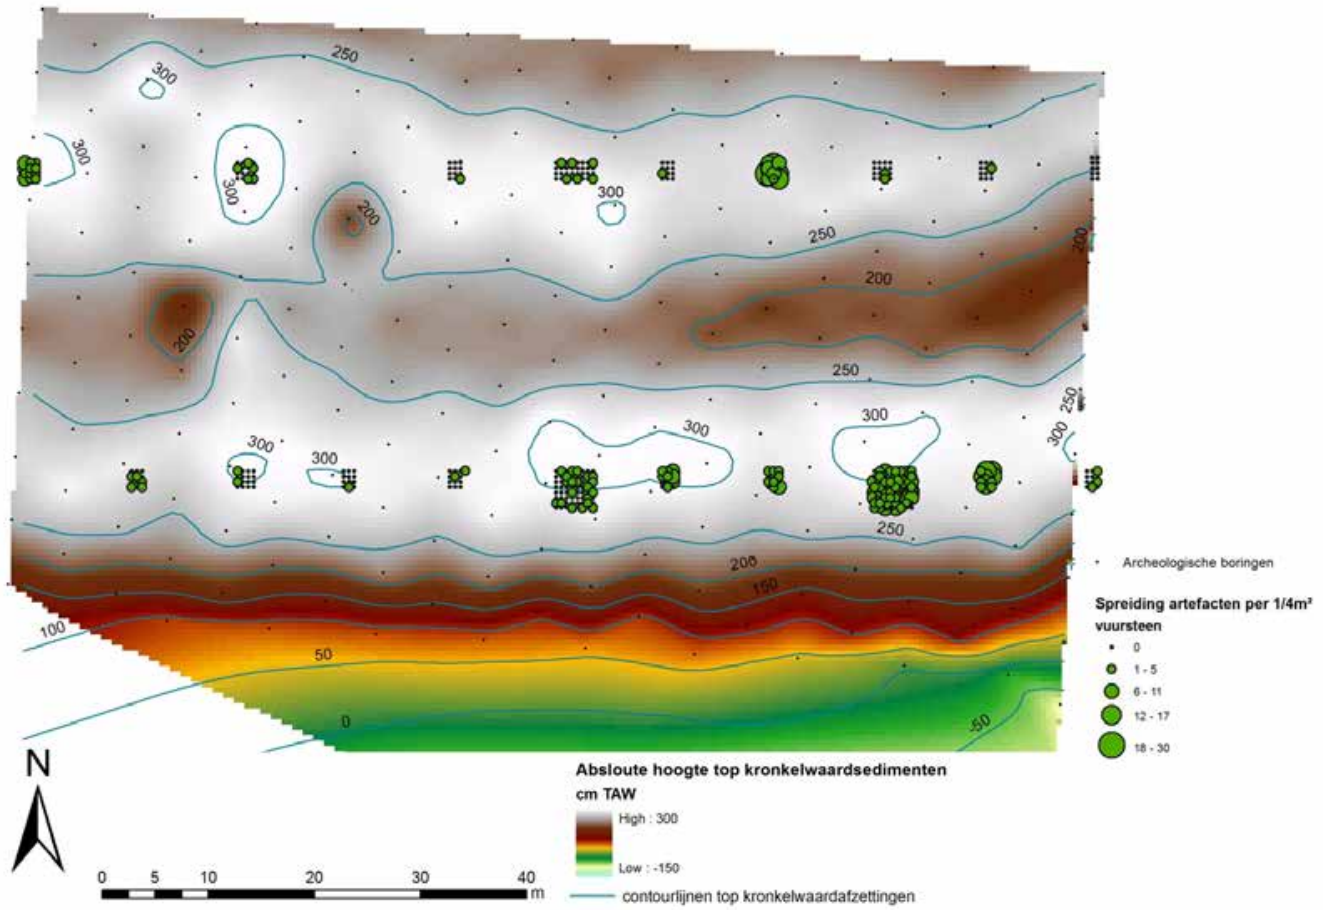 250
300
300
300
200
300
250
200
200
200
250
250
300
300
300
300
300
250
200
150
100
50
0
-50
Archeologische boringen
Spreiding artefacten per 1/4m²
vuursteen
0
1 - 5
6 - 11
12 - 17
18 - 30
N
0 5 10 20 30 40
m
Absloute hoogte top kronkelwaardsedimenten
cm TAW
High : 300
Low : -150
contourlijnen top kronkelwaardafzettingen